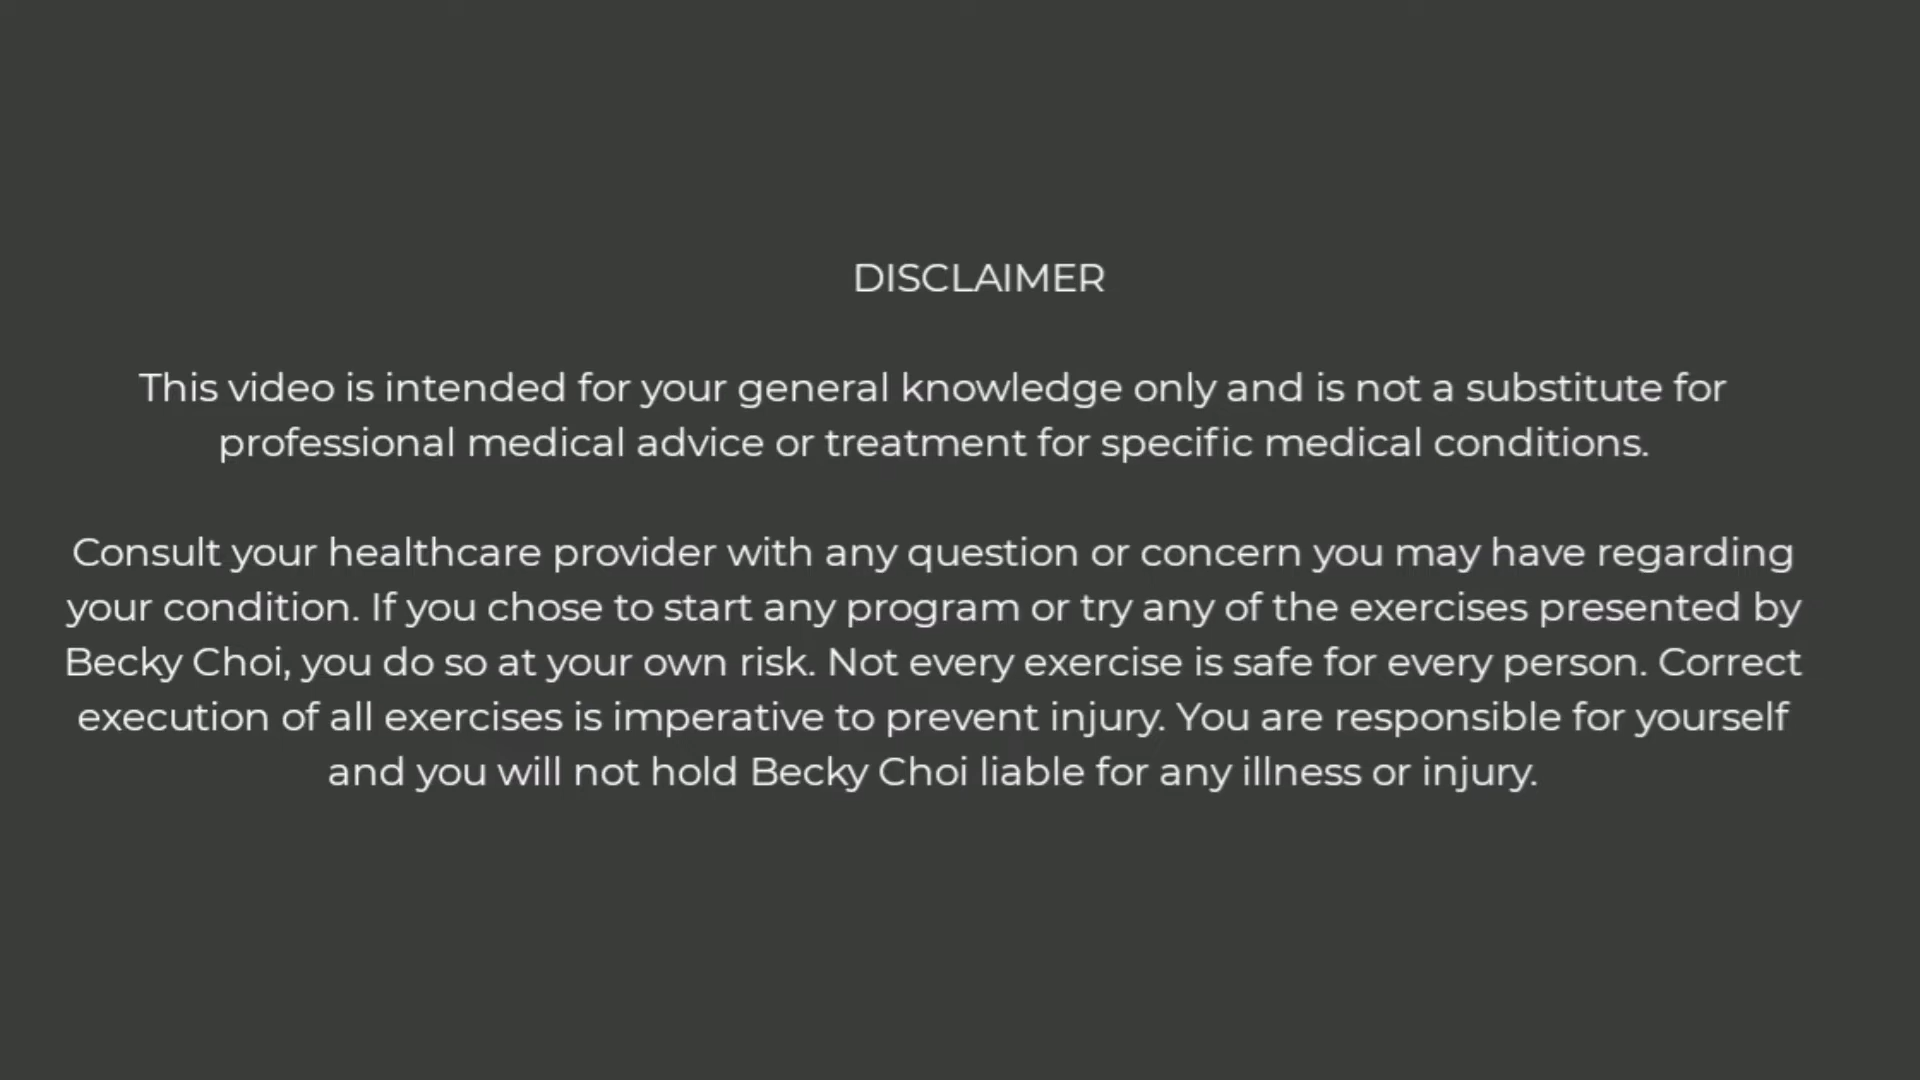 DISCLAIMER
This video is intended for your general knowledge only and is not a substitute for
professional medical advice or treatment for specific medical conditions.
Consult your healthcare provider with any question or concern you may have regarding
your condition. If you chose to start any program or try any of the exercises presented by
Becky Choi, you do so at your own risk. Not every exercise is safe for every person. Correct
execution of all exercises is imperative to prevent injury. You are responsible for yourself
and you will not hold Becky Choi liable for any illness or injury.